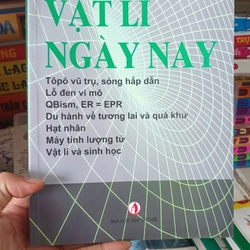 VẬT LÍ
NGÀY NAY
Tôpô vũ trụ, sóng hấp dẫn
Lỗ đen vi mô
QBism, ER = EPR
Du hành về tương lai và quá khứ
Hạt nhân
Máy tính lượng tử
Vật lí và sinh học